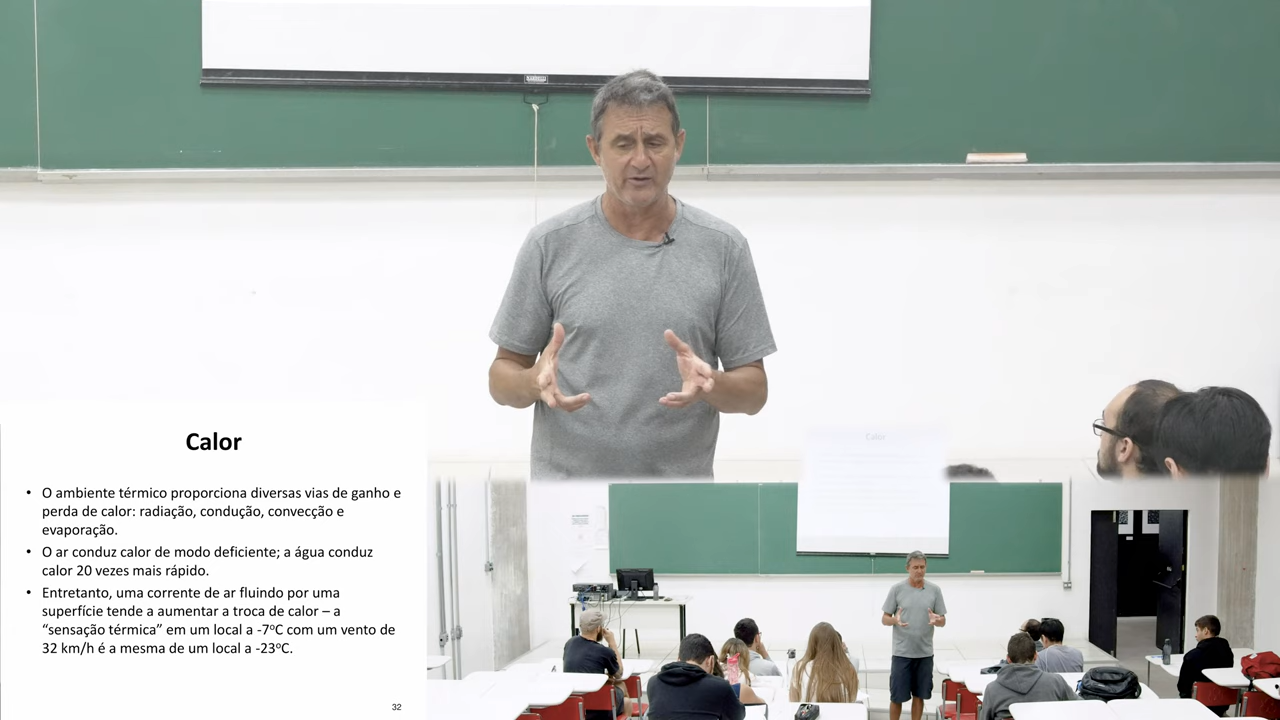 Calor
• O ambiente térmico proporciona diversas vias de ganho e
perda de calor: radiação, condução, convecção e
evaporação.
• O ar conduz calor de modo deficiente; a água conduz
calor 20 vezes mais rápido.
• Entretanto, uma corrente de ar fluindo por uma
superfície tende a aumentar a troca de calor – a
“sensação térmica” em um local a -7ºC com um vento de
32 km/h é a mesma de um local a -23ºC.
32
Calor